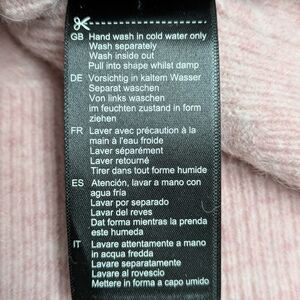 GB Hand wash in cold water only
Wash separately
Wash inside out
Pull into shape whilst damp
DE Vorsichtig in kaltem Wasser
Separat waschen
Von links waschen
im feuchten zustand in form
ziehen
FR Laver avec précaution à la
main à l'eau froide
Laver séparément
Laver retourné
Tirer dans tout forme humide
ES Atención, lavar a mano con
agua fría
Lavar por separado
Lavar del reves
Dat forma mientras la prenda
este humeda
IT Lavare attentamente a mano
in acqua fredda
Lavare separatamente
Lavare al rovescio
Mettere in forma a capo umido